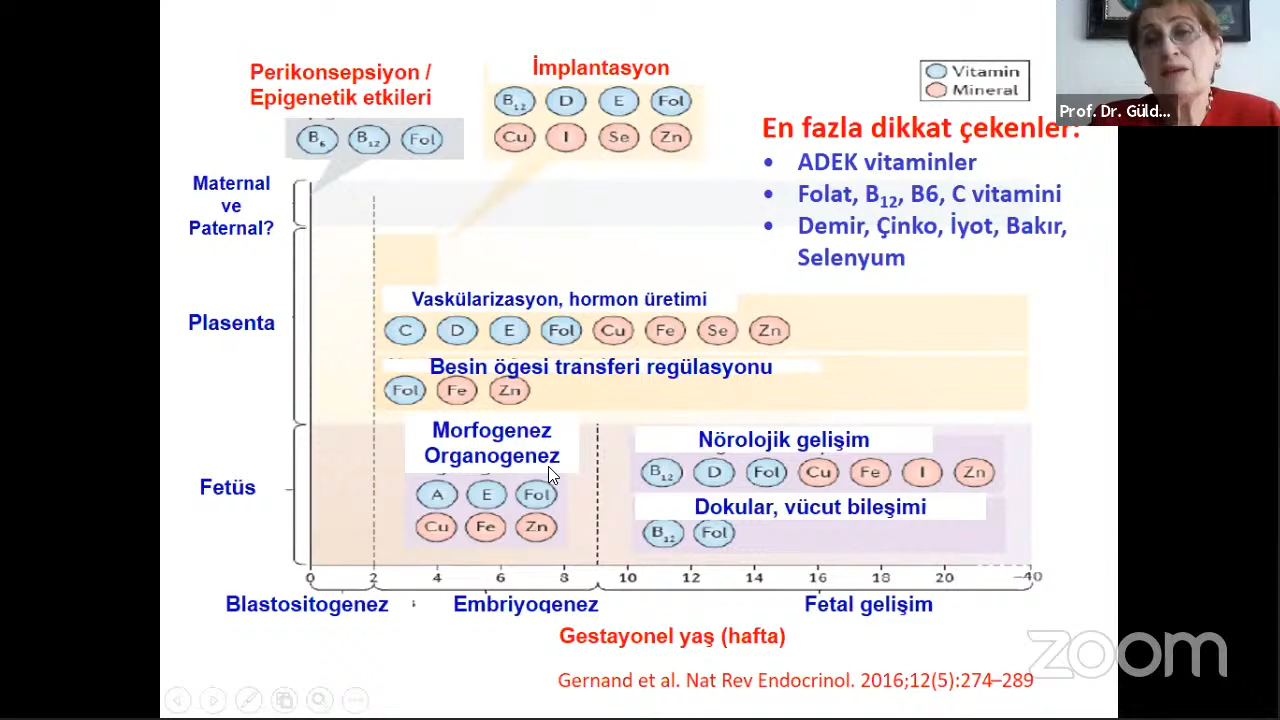 Perikonsepsiyon /
Epigenetik etkileri
B6 B12 Fol
İmplantasyon
B12 D E Fol
Cu I Se Zn
Vitamin
Mineral
Prof. Dr. Güld...
En fazla dikkat çekenler:
• ADEK vitaminler
• Folat, B12, B6, C vitamini
• Demir, Çinko, İyot, Bakır,
Selenyum
Maternal
ve
Paternal?
Plasenta
Vaskülarizasyon, hormon üretimi
C D E Fol Cu Fe Se Zn
Besin ögesi transferi regülasyonu
Fol Fe Zn
Fetüs
Morfogenez
Organogenez
A E Fol
Cu Fe Zn
Nörolojik gelişim
B12 D Fol Cu Fe I Zn
Dokular, vücut bileşimi
B12 Fol
0 2 4 6 8 10 12 14 16 18 20 –40
Blastositogenez Embriyogenez Fetal gelişim
Gestayonel yaş (hafta)
zoom
Gernand et al. Nat Rev Endocrinol. 2016;12(5):274–289